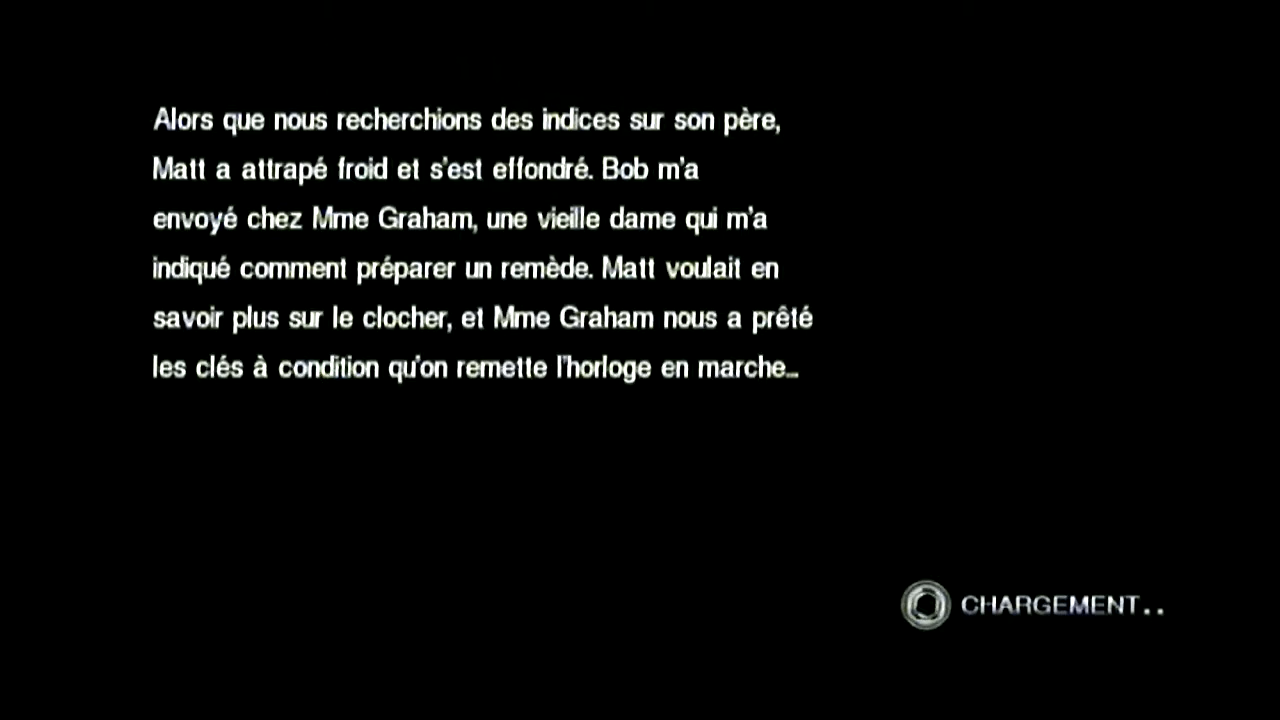 Alors que nous recherchions des indices sur son père,
Matt a attrapé froid et s'est effondré. Bob m'a
envoyé chez Mme Graham, une vieille dame qui m'a
indiqué comment préparer un remède. Matt voulait en
savoir plus sur le clocher, et Mme Graham nous a prêté
les clés à condition qu'on remette l'horloge en marche...
CHARGEMENT..